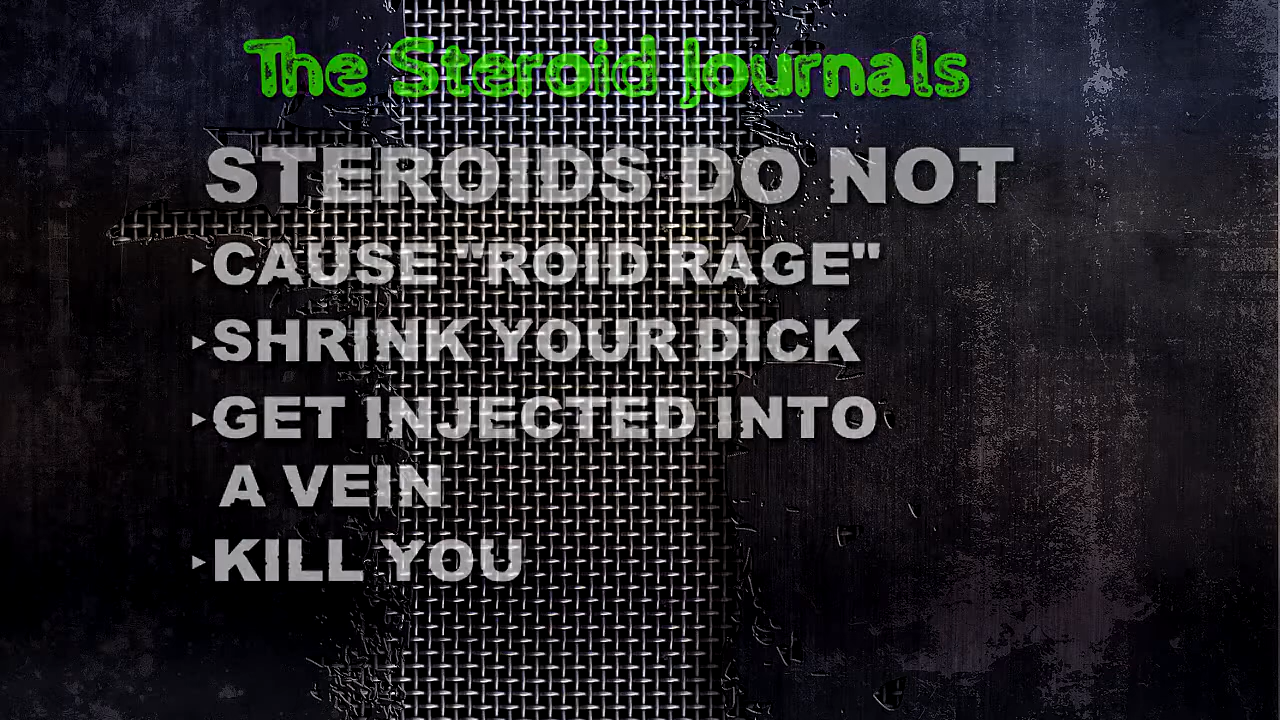 The Steroid Journals
STEROIDS DO NOT
▸CAUSE "ROID RAGE"
▸SHRINK YOUR DICK
▸GET INJECTED INTO
A VEIN
▸KILL YOU